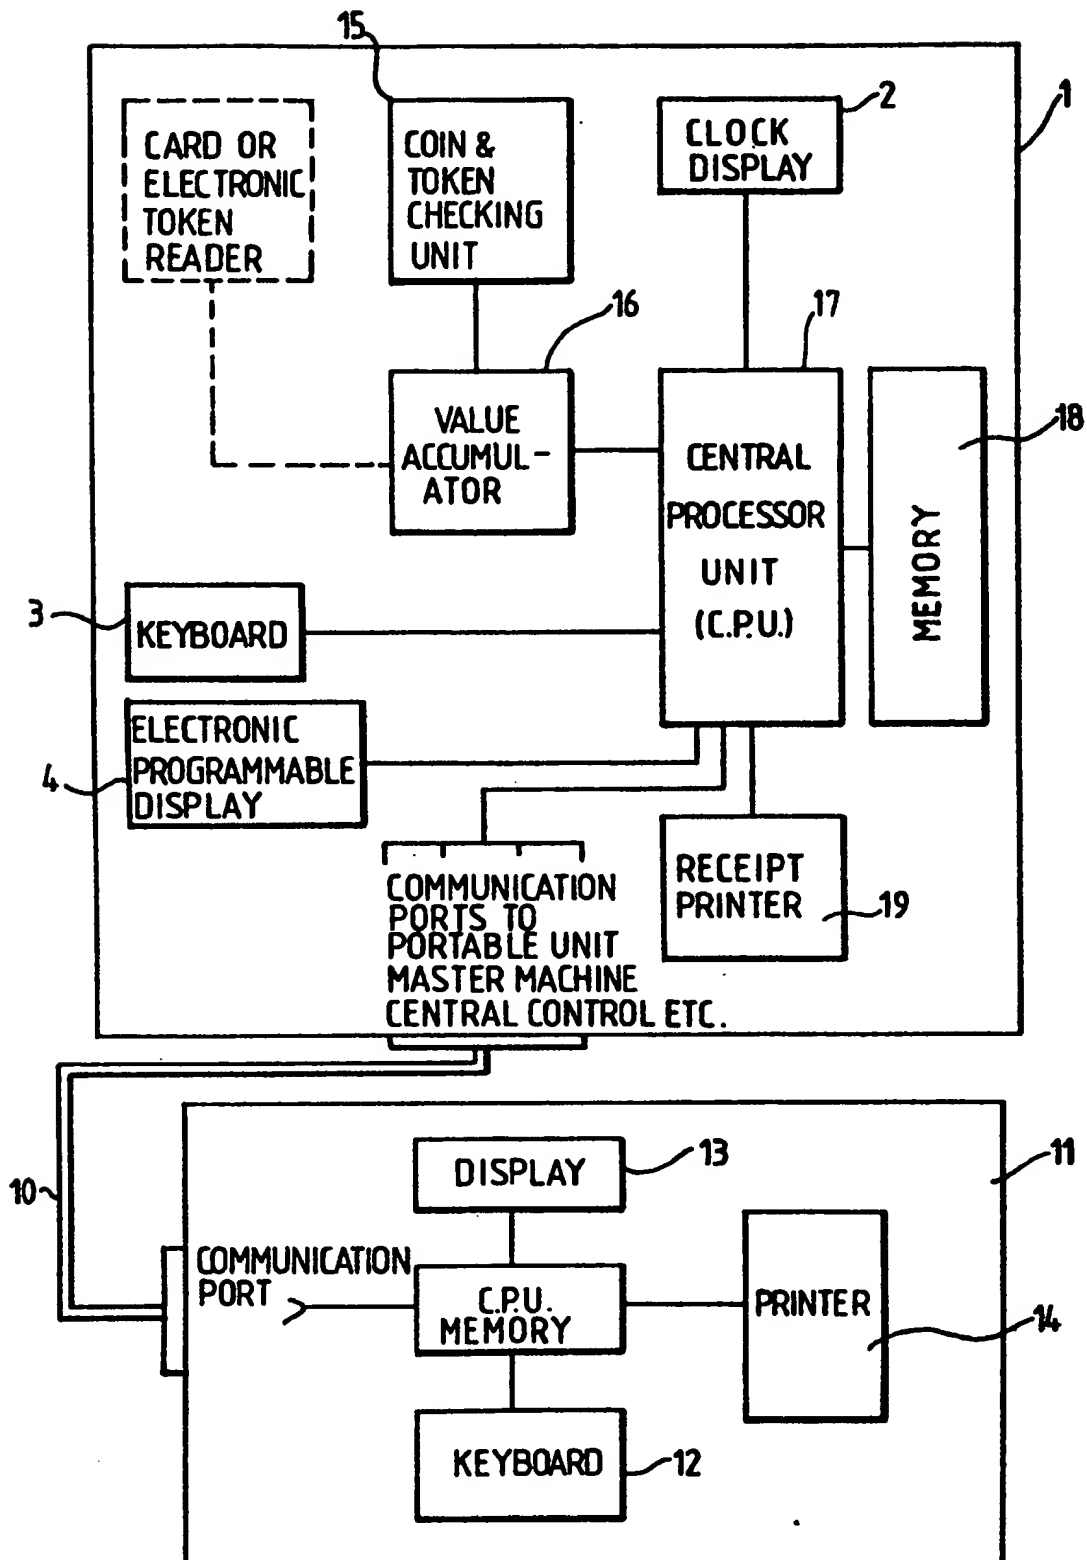 15
2
1
CARD OR
ELECTRONIC
TOKEN
READER
COIN &
TOKEN
CHECKING
UNIT
CLOCK
DISPLAY
16
17
18
VALUE
ACCUMUL-
ATOR
CENTRAL
PROCESSOR
UNIT
(C.P.U.)
MEMORY
3
KEYBOARD
4
ELECTRONIC
PROGRAMMABLE
DISPLAY
RECEIPT
PRINTER
19
COMMUNICATION
PORTS TO
PORTABLE UNIT
MASTER MACHINE
CENTRAL CONTROL ETC.
10
11
DISPLAY
13
COMMUNICATION
PORT
C.P.U.
MEMORY
PRINTER
14
KEYBOARD
12